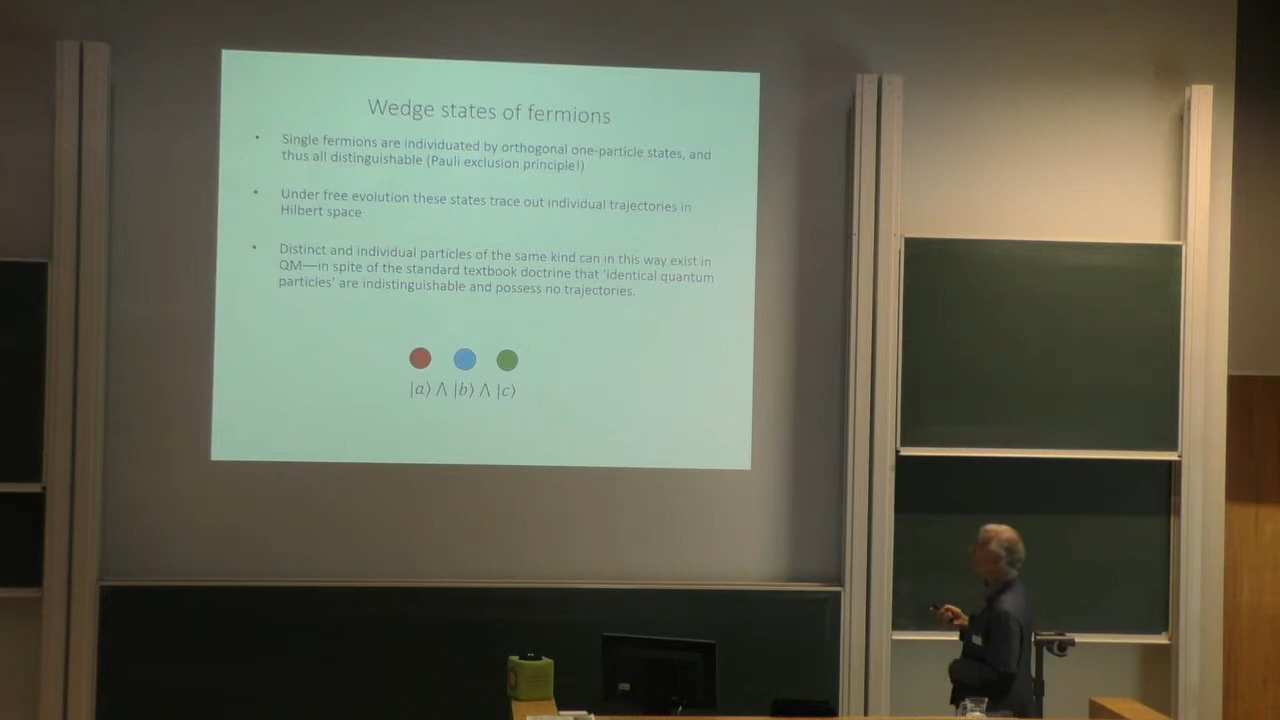 Wedge states of fermions
• Single fermions are individuated by orthogonal one-particle states, and
thus all distinguishable (Pauli exclusion principle!)
• Under free evolution these states trace out individual trajectories in
Hilbert space
• Distinct and individual particles of the same kind can in this way exist in
QM—in spite of the standard textbook doctrine that 'identical quantum
particles' are indistinguishable and possess no trajectories.
|a⟩ ⋀ |b⟩ ⋀ |c⟩